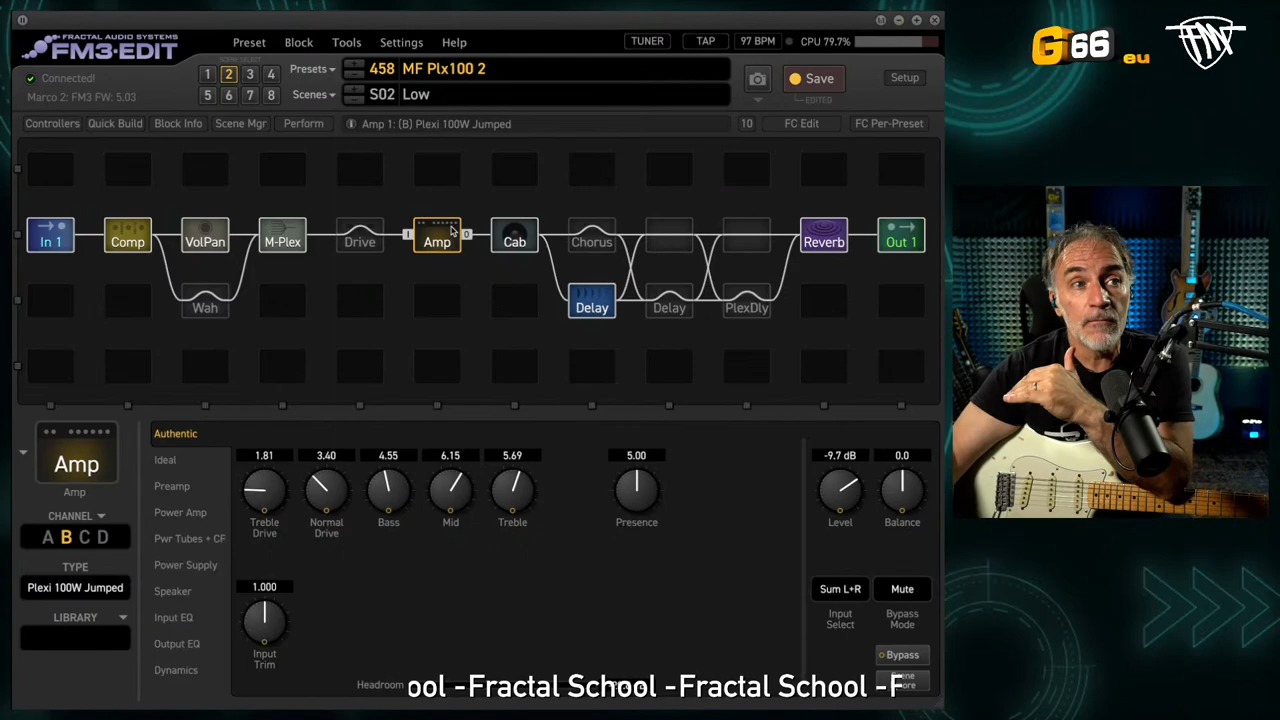 FRACTAL AUDIO SYSTEMS
FM3-EDIT
Preset Block Tools Settings Help
TUNER TAP 97 BPM CPU 79.7%
Connected!
Marco 2: FM3 FW: 5.03
SCENE SELECT
1 2 3 4
5 6 7 8
Presets 458 MF Plx100 2
Scenes S02 Low
Save
EDITED
Setup
Controllers Quick Build Block Info Scene Mgr Perform Amp 1: (B) Plexi 100W Jumped 10 FC Edit FC Per-Preset
In 1 Comp VolPan M-Plex Drive I Amp O Cab Chorus Reverb Out 1
Wah Delay Delay PlexDly
Amp
Amp
CHANNEL
A B C D
TYPE
Plexi 100W Jumped
LIBRARY
Authentic
Ideal
Preamp
Power Amp
Pwr Tubes + CF
Power Supply
Speaker
Input EQ
Output EQ
Dynamics
1.81 3.40 4.55 6.15 5.69 5.00 -9.7 dB 0.0
Treble Drive Normal Drive Bass Mid Treble Presence Level Balance
1.000
Input Trim
Sum L+R Mute
Input Select Bypass Mode
Bypass
Headroom
ool -Fractal School -Fractal School -F
G66
eu
FMX